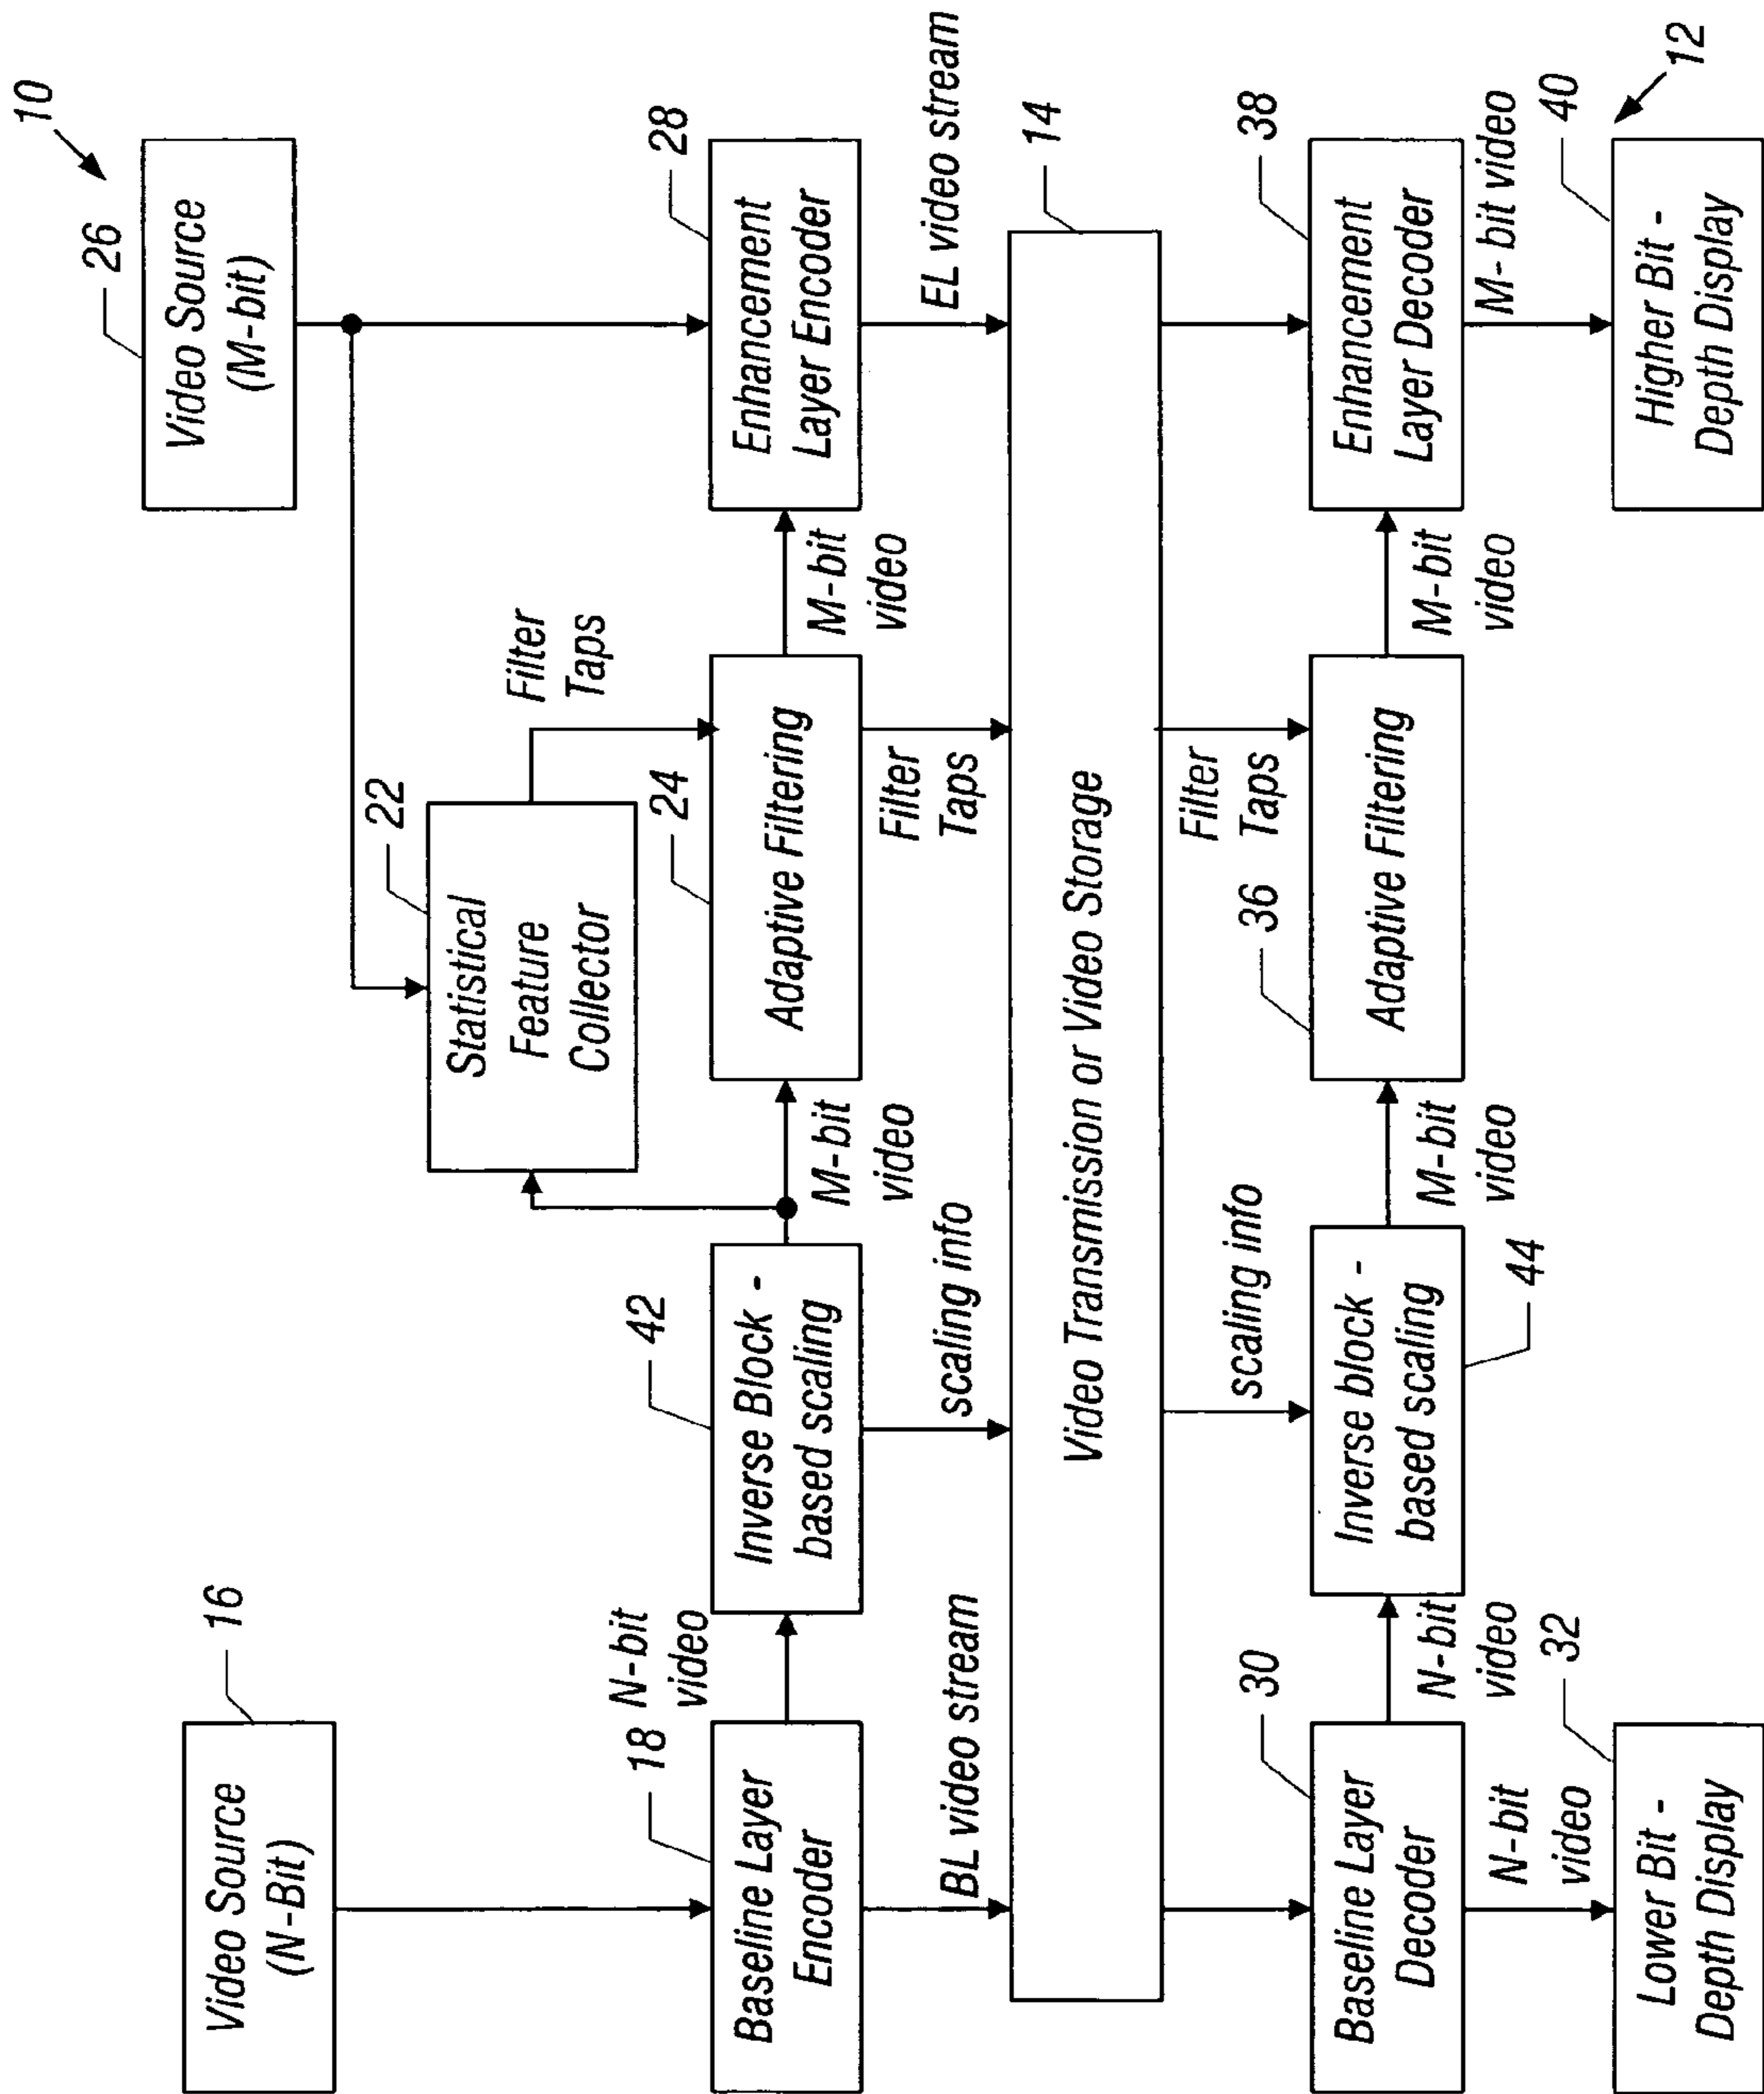 10
16
26
Video Source
(N-Bit)
Video Source
(M-bit)
22
Statistical
Feature
Collector
Filter
Taps
18
N-bit
video
42
24
28
Baseline Layer
Encoder
Inverse Block -
based scaling
M-bit
video
Adaptive Filtering
M-bit
video
Enhancement
Layer Encoder
BL video stream
scaling info
Filter
Taps
EL video stream
14
Video Transmission or Video Storage
30
scaling info
36
Filter
Taps
38
Baseline Layer
Decoder
N-bit
video
Inverse block -
based scaling
44
M-bit
video
Adaptive Filtering
M-bit
video
Enhancement
Layer Decoder
N-bit
video
32
M-bit video
40
12
Lower Bit -
Depth Display
Higher Bit -
Depth Display